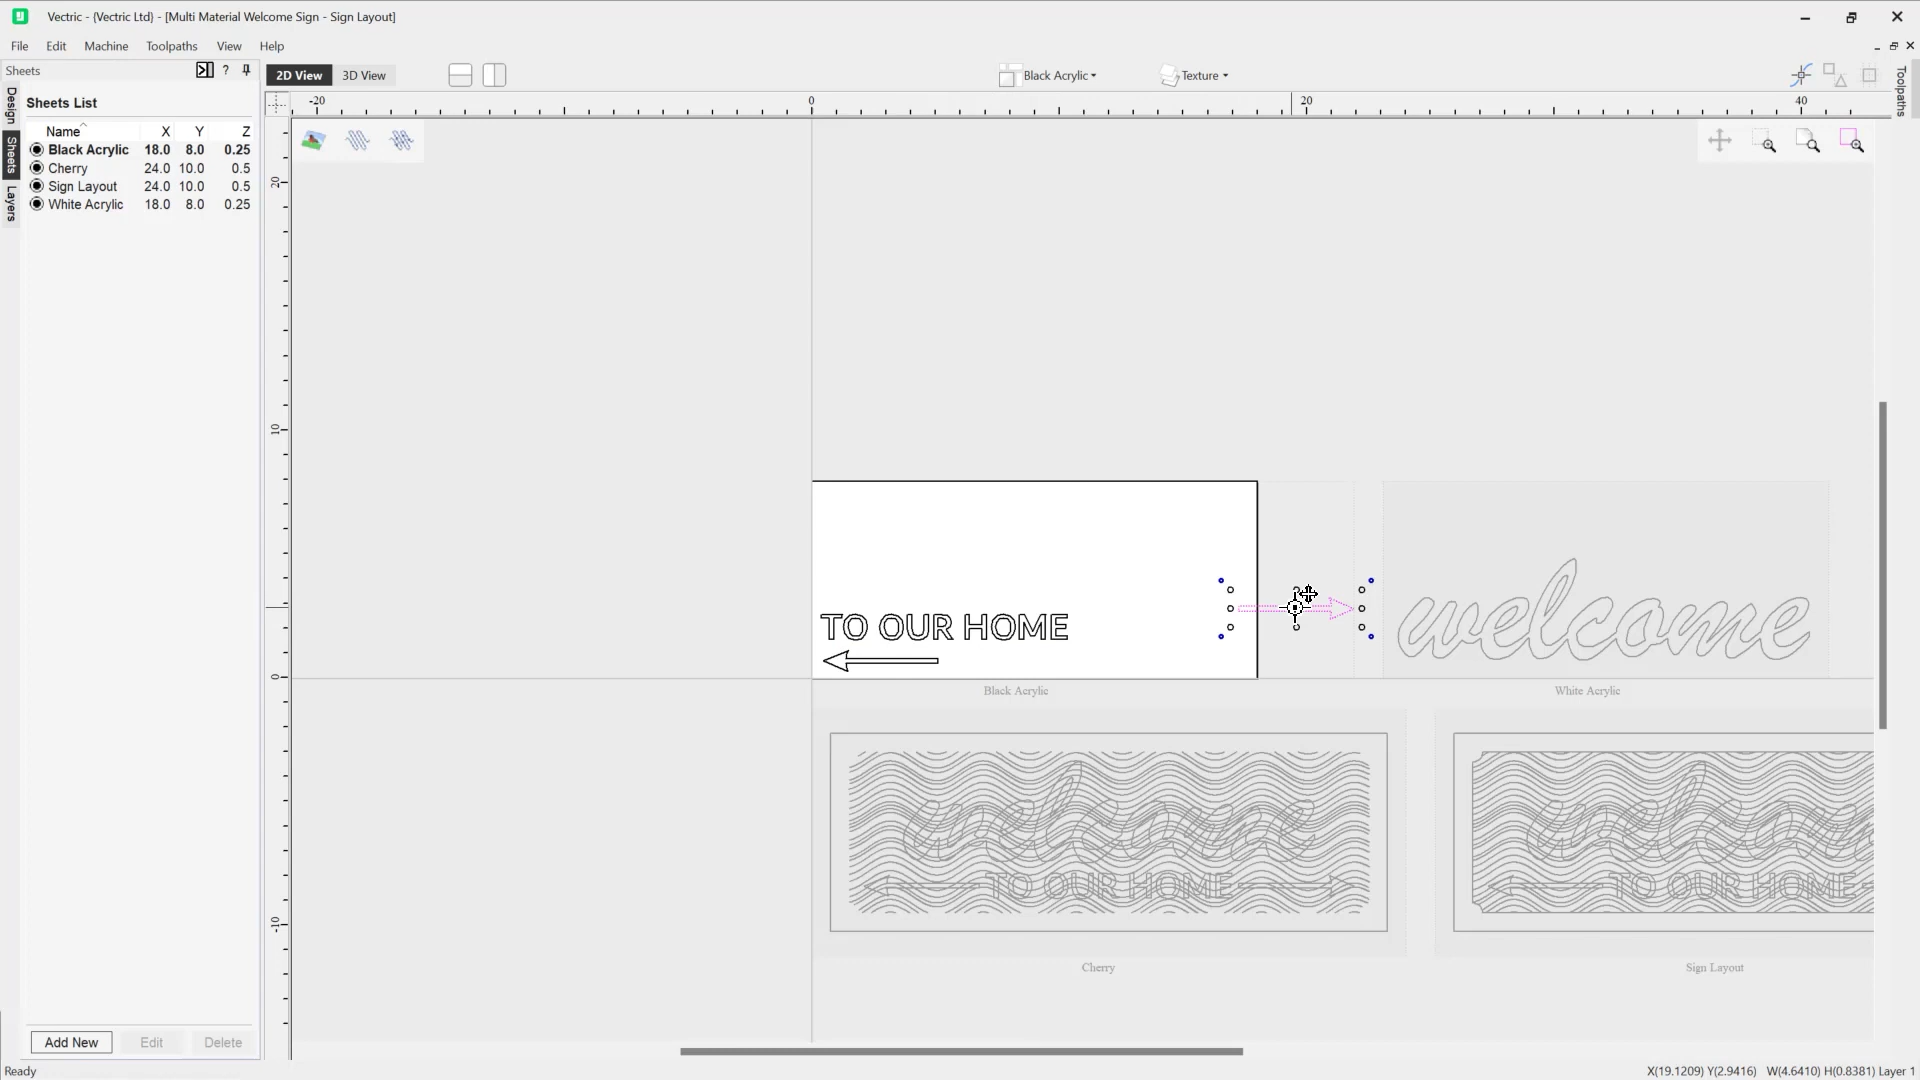 Vectric - {Vectric Ltd} - [Multi Material Welcome Sign - Sign Layout]
File Edit Machine Toolpaths View Help
Sheets ?
2D View 3D View
Black Acrylic
Texture
Design
Sheets
Layers
Toolpaths
Sheets List
Name X Y Z
Black Acrylic 18.0 8.0 0.25
Cherry 24.0 10.0 0.5
Sign Layout 24.0 10.0 0.5
White Acrylic 18.0 8.0 0.25
-20 0 20 40
20
10
0
-10
TO OUR HOME
welcome
Black Acrylic
White Acrylic
welcome
TO OUR HOME
welcome
TO OUR HOME
Cherry
Sign Layout
Add New Edit Delete
Ready
X(19.1209) Y(2.9416) W(4.6410) H(0.8381) Layer 1